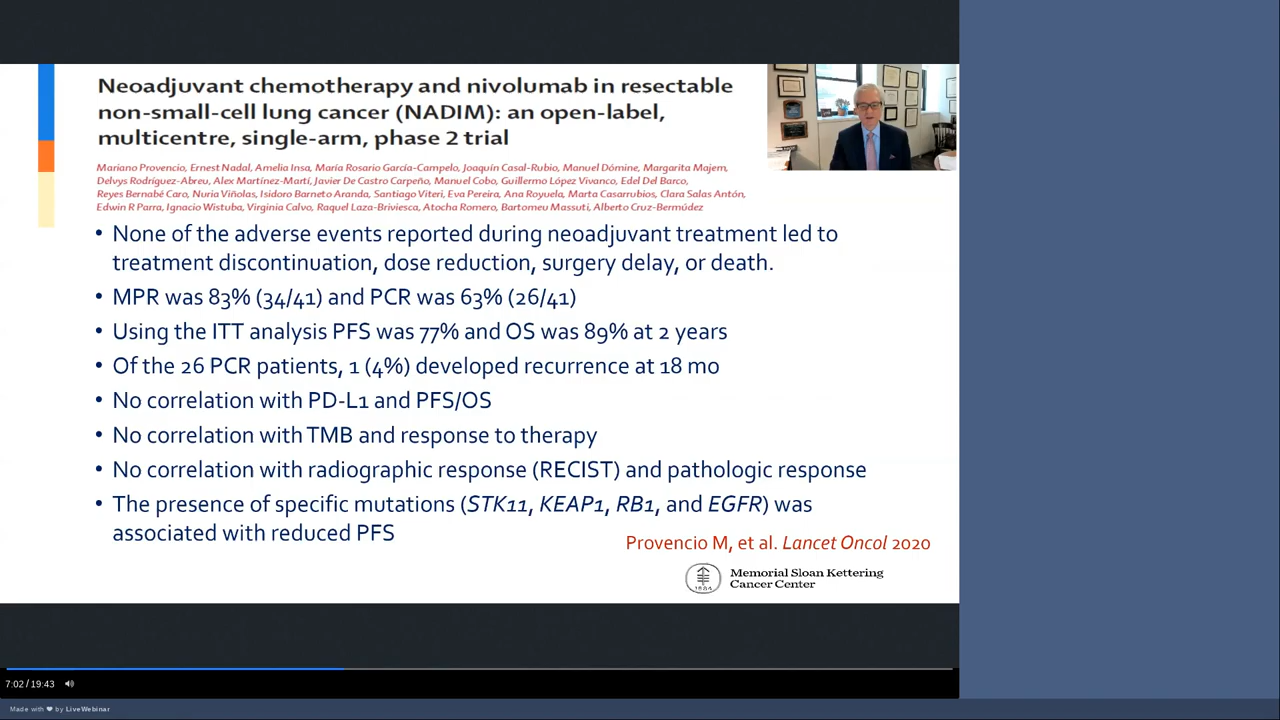 Neoadjuvant chemotherapy and nivolumab in resectable
non-small-cell lung cancer (NADIM): an open-label,
multicentre, single-arm, phase 2 trial
Mariano Provencio, Ernest Nadal, Amelia Insa, María Rosario García-Campelo, Joaquín Casal-Rubio, Manuel Dómine, Margarita Majem,
Delvys Rodríguez-Abreu, Alex Martínez-Martí, Javier De Castro Carpeño, Manuel Cobo, Guillermo López Vivanco, Edel Del Barco,
Reyes Bernabé Caro, Nuria Viñolas, Isidoro Barneto Aranda, Santiago Viteri, Eva Pereira, Ana Royuela, Marta Casarrubios, Clara Salas Antón,
Edwin R Parra, Ignacio Wistuba, Virginia Calvo, Raquel Laza-Briviesca, Atocha Romero, Bartomeu Massuti, Alberto Cruz-Bermúdez
• None of the adverse events reported during neoadjuvant treatment led to
treatment discontinuation, dose reduction, surgery delay, or death.
• MPR was 83% (34/41) and PCR was 63% (26/41)
• Using the ITT analysis PFS was 77% and OS was 89% at 2 years
• Of the 26 PCR patients, 1 (4%) developed recurrence at 18 mo
• No correlation with PD-L1 and PFS/OS
• No correlation with TMB and response to therapy
• No correlation with radiographic response (RECIST) and pathologic response
• The presence of specific mutations (STK11, KEAP1, RB1, and EGFR) was
associated with reduced PFS
Provencio M, et al. Lancet Oncol 2020
1884
Memorial Sloan Kettering
Cancer Center
7:02 / 19:43
Made with ❤ by LiveWebinar